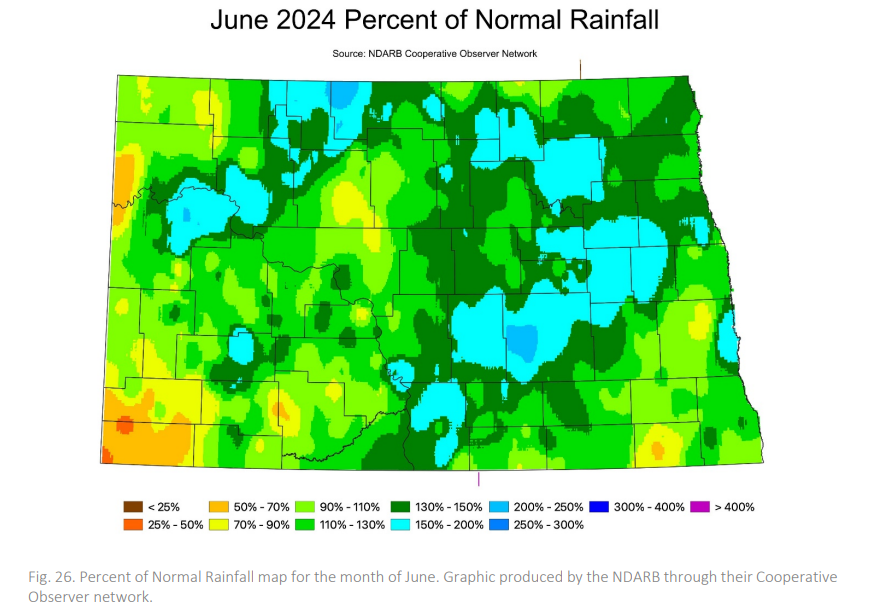 June 2024 Percent of Normal Rainfall
Source: NDARB Cooperative Observer Network
< 25% 50% - 70% 90% - 110% 130% - 150% 200% - 250% 300% - 400% > 400%
25% - 50% 70% - 90% 110% - 130% 150% - 200% 250% - 300%
Fig. 26. Percent of Normal Rainfall map for the month of June. Graphic produced by the NDARB through their Cooperative
Observer network.